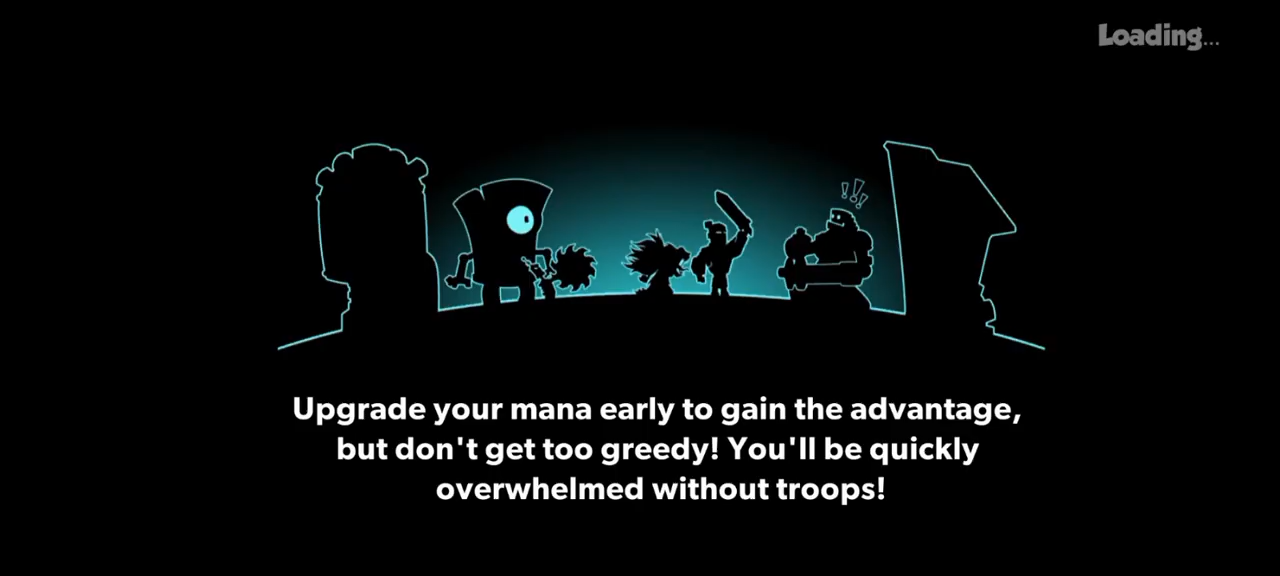 Loading...
Upgrade your mana early to gain the advantage,
but don't get too greedy! You'll be quickly
overwhelmed without troops!